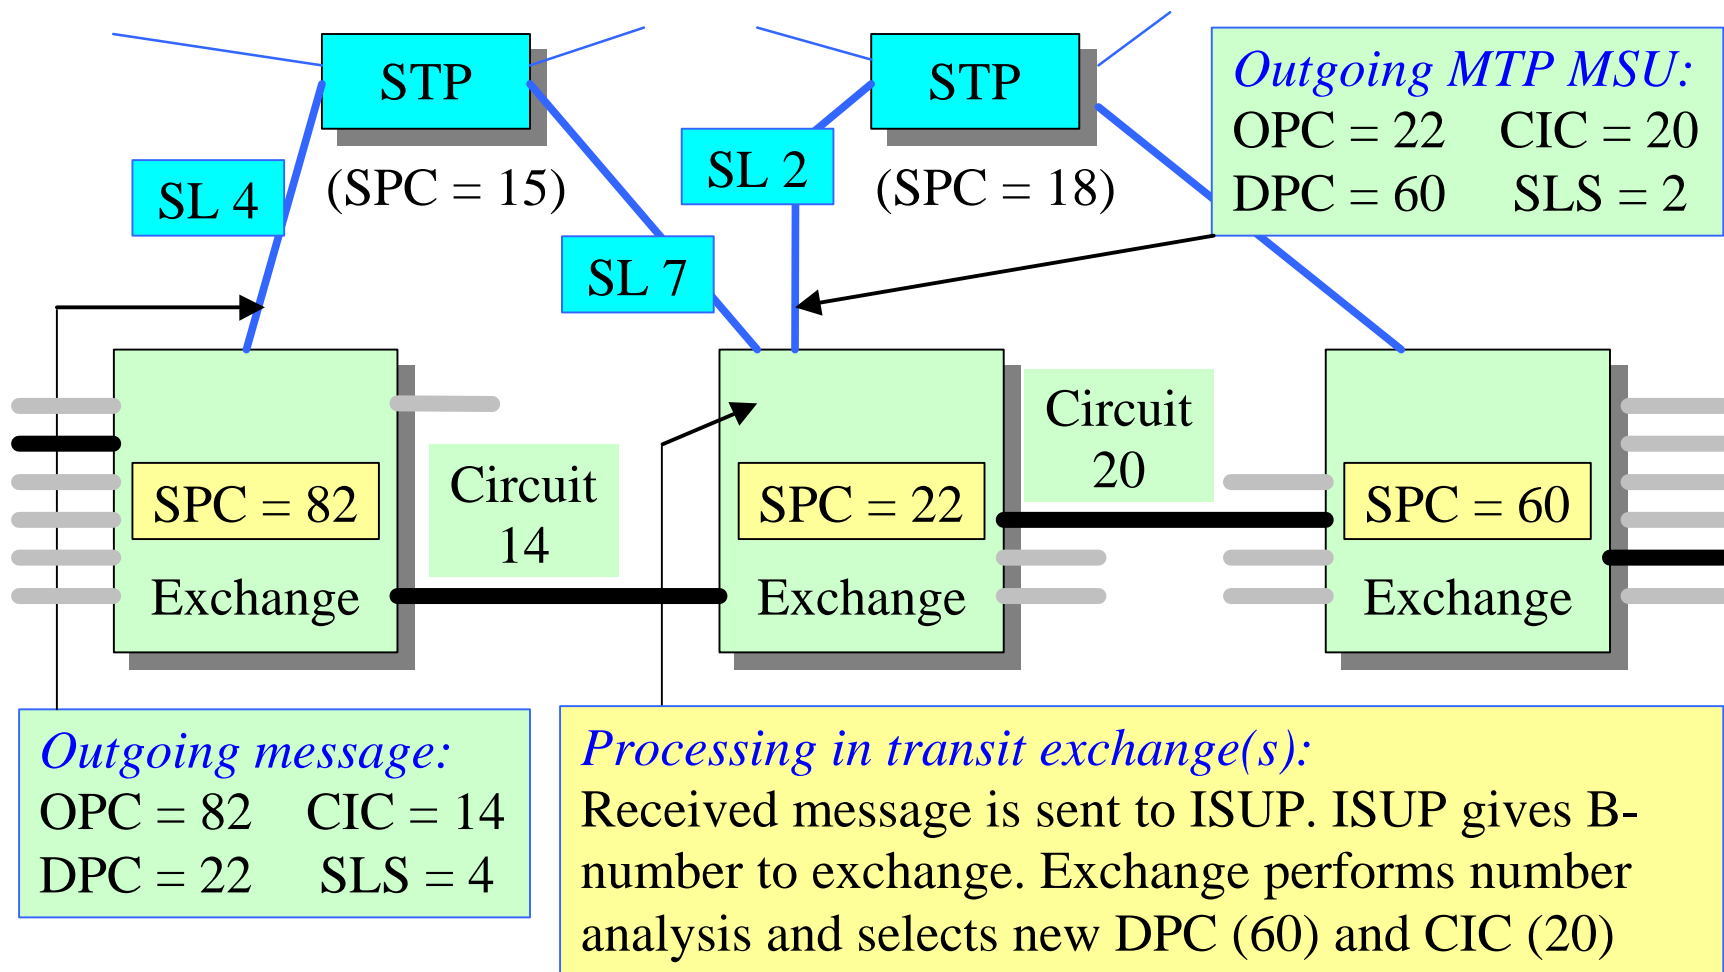 STP
STP
(SPC = 15)
(SPC = 18)
SL 4
SL 7
SL 2
Outgoing MTP MSU:
OPC = 22 CIC = 20
DPC = 60 SLS = 2
SPC = 82
Exchange
Circuit
14
SPC = 22
Exchange
Circuit
20
SPC = 60
Exchange
Outgoing message:
OPC = 82 CIC = 14
DPC = 22 SLS = 4
Processing in transit exchange(s):
Received message is sent to ISUP. ISUP gives B-
number to exchange. Exchange performs number
analysis and selects new DPC (60) and CIC (20)